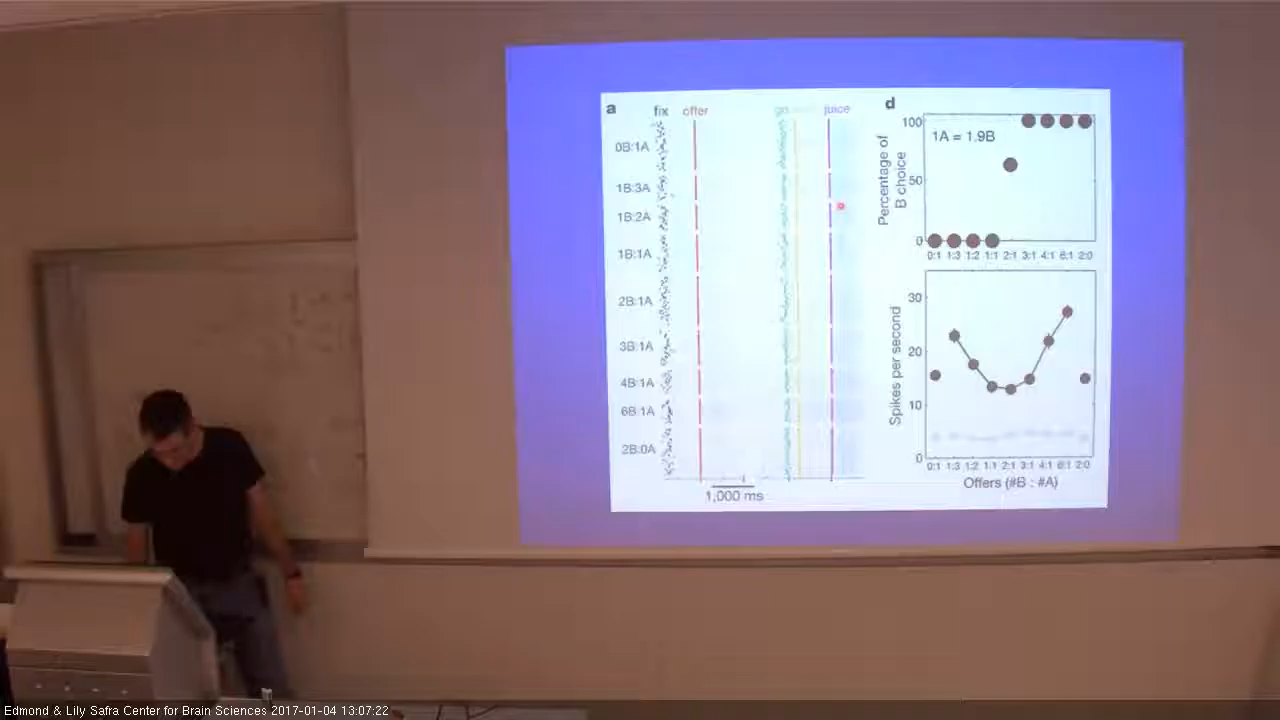 a fix offer go juice
0B:1A
1B:3A
1B:2A
1B:1A
2B:1A
3B:1A
4B:1A
6B:1A
2B:0A
1,000 ms
d
Percentage of
B choice
100
50
0
1A = 1.9B
0:1 1:3 1:2 1:1 2:1 3:1 4:1 6:1 2:0
Spikes per second
30
20
10
0
0:1 1:3 1:2 1:1 2:1 3:1 4:1 6:1 2:0
Offers (#B : #A)
Edmond & Lily Safra Center for Brain Sciences 2017-01-04 13:07:22